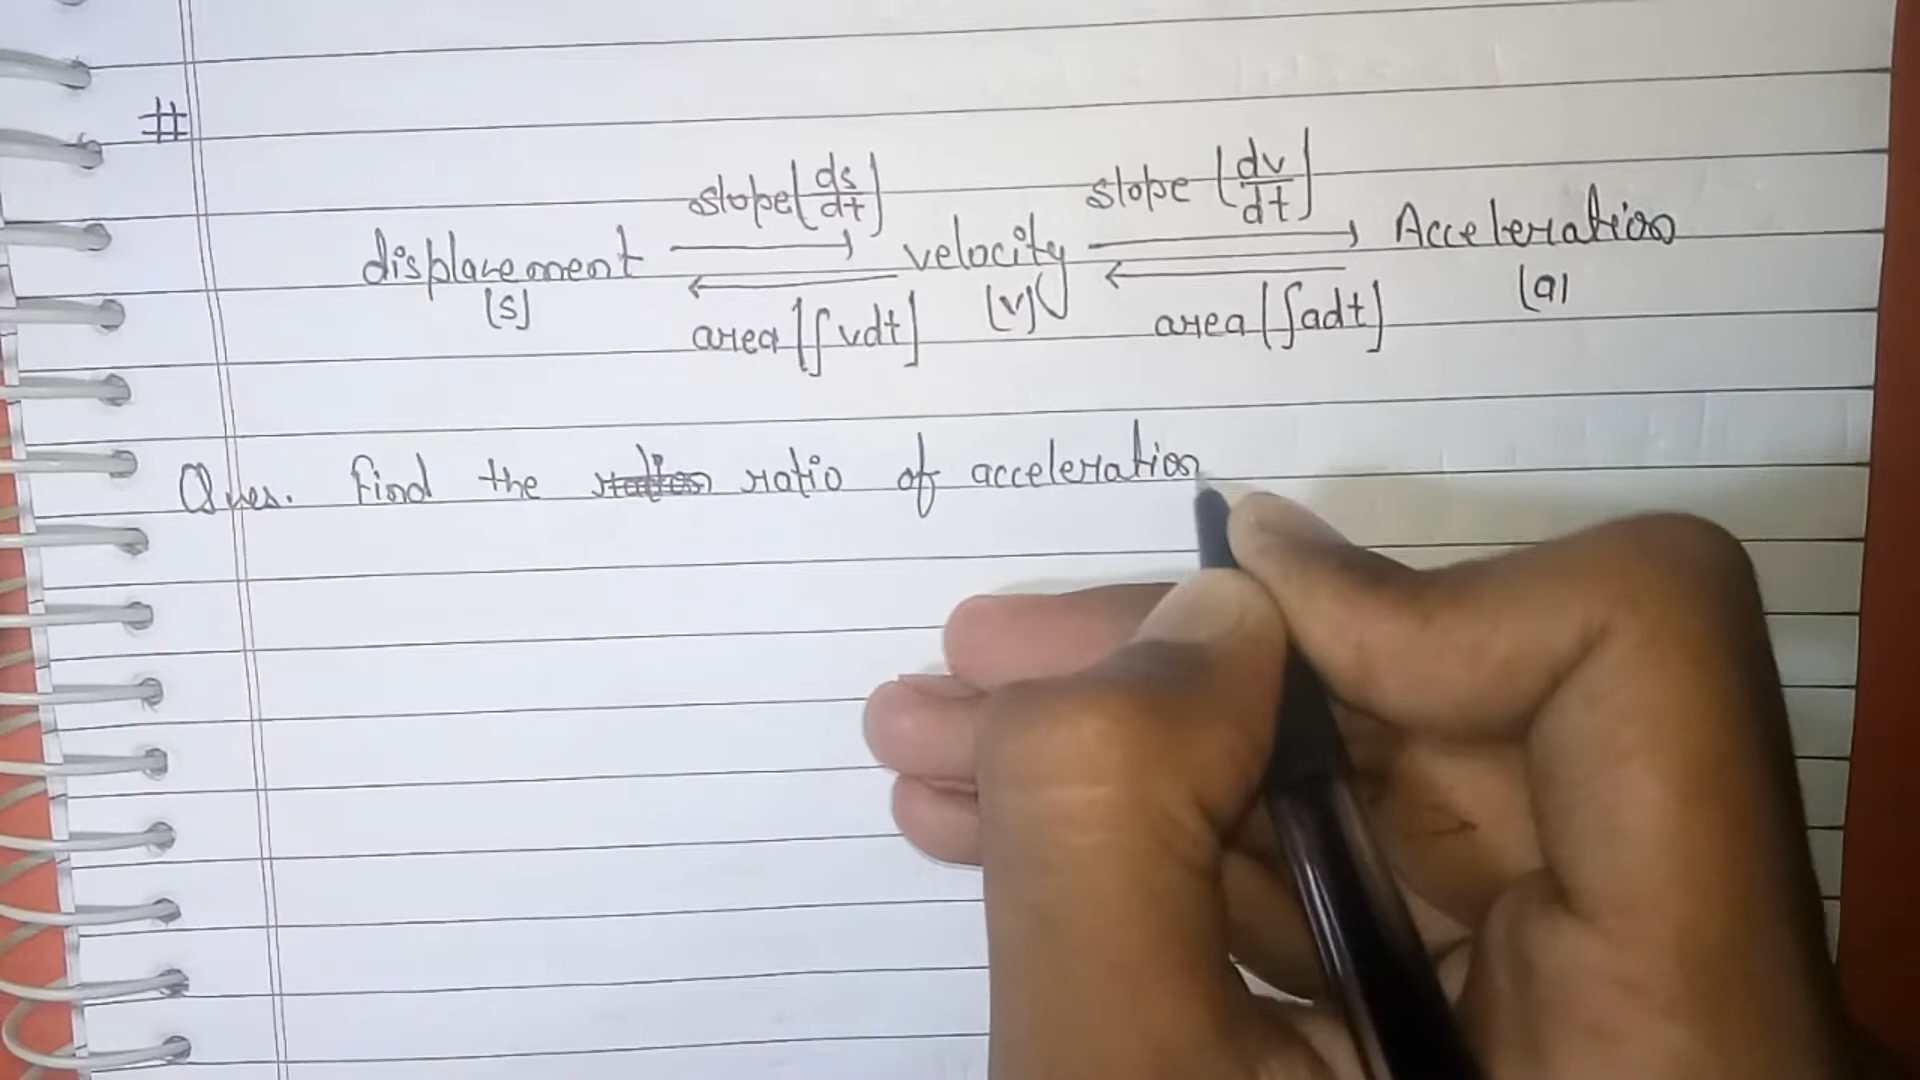 #
slope (ds/dt) slope (dv/dt)
displacement velocity Acceleration
(s) (v) (a)
area [∫vdt] area [∫adt]
Ques. Find the ratio of acceleration